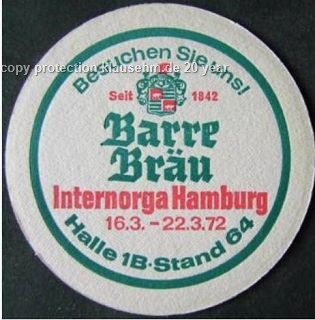 copy protection klausehm.de 20 year
Besuchen Sie uns!
Seit 1842
Barre
Bräu
Internorga Hamburg
16.3. – 22.3.72
Halle 1B · Stand 64